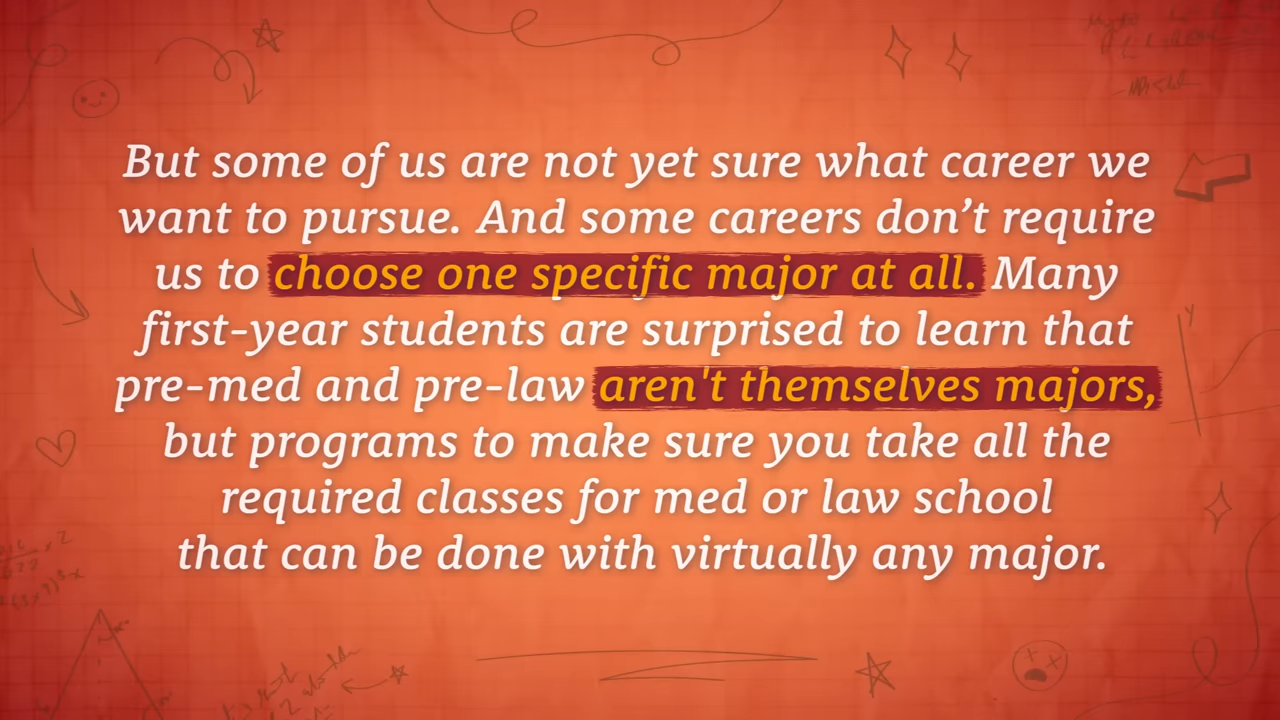 But some of us are not yet sure what career we
want to pursue. And some careers don’t require
us to choose one specific major at all. Many
first-year students are surprised to learn that
pre-med and pre-law aren't themselves majors,
but programs to make sure you take all the
required classes for med or law school
that can be done with virtually any major.